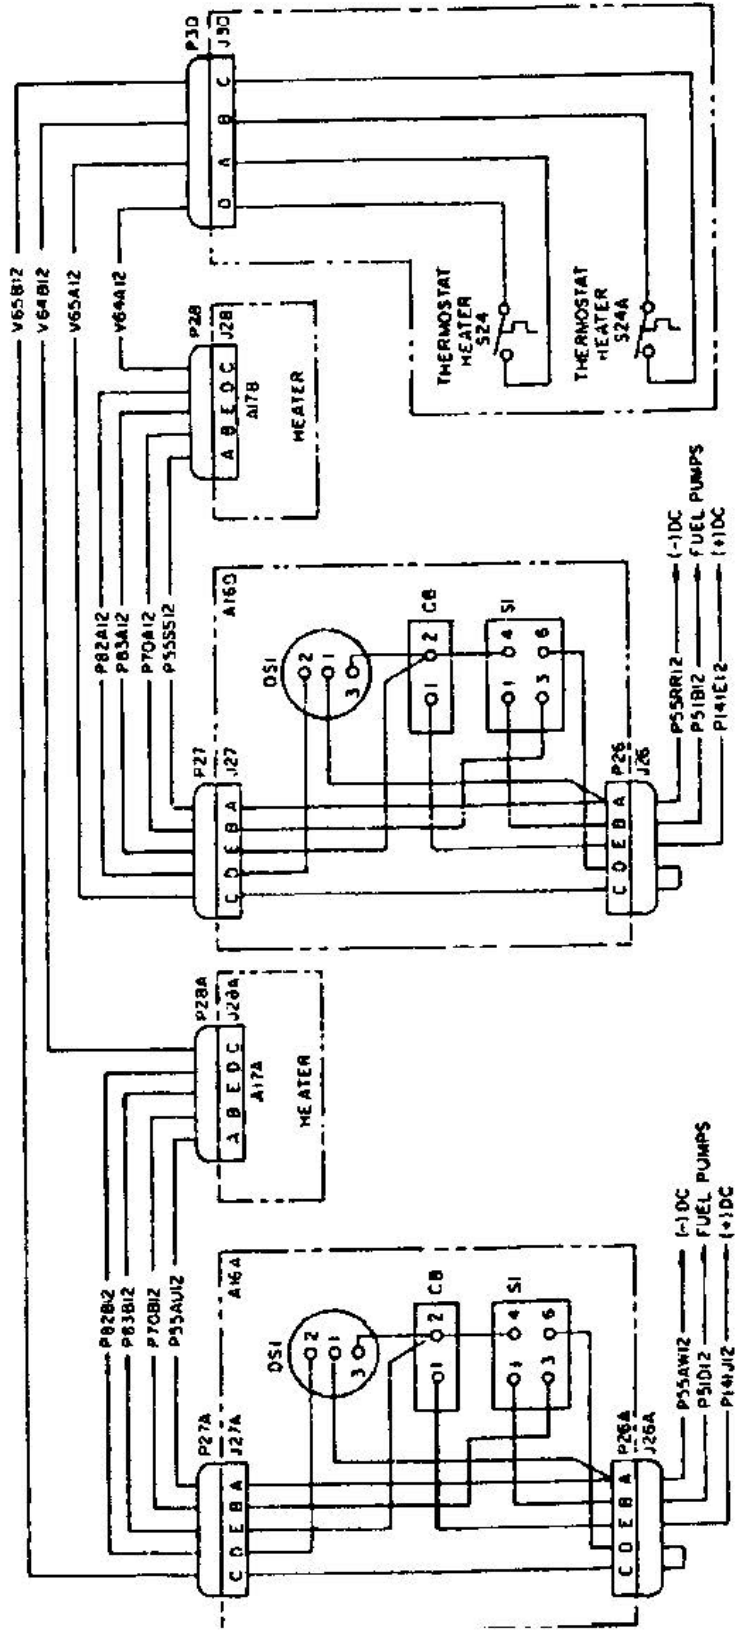 V65B12
V64B12
V65A12
V64A12
P30
J30
C
B
A
D
THERMOSTAT
HEATER
S24
THERMOSTAT
HEATER
S24A
P28
J28
A
B
E
D
C
A17B
HEATER
P82A12
P83A12
P70A12
P55SS12
P27
J27
C
D
E
B
A
A16D
DS1
2
1
3
CB
1
2
S1
1
4
3
6
P26
J26
C
D
E
B
A
P55RR12
(-)DC
P51B12
FUEL PUMPS
P141E12
(+)DC
P28A
J28A
A
B
E
D
C
A17A
HEATER
P82B12
P83B12
P70B12
P55AU12
P27A
J27A
C
D
E
B
A
A16A
DS1
2
1
3
CB
1
2
S1
1
4
3
6
P26A
J26A
C
D
E
B
A
P55AW12
(-)DC
P51D12
FUEL PUMPS
P141J12
(+)DC